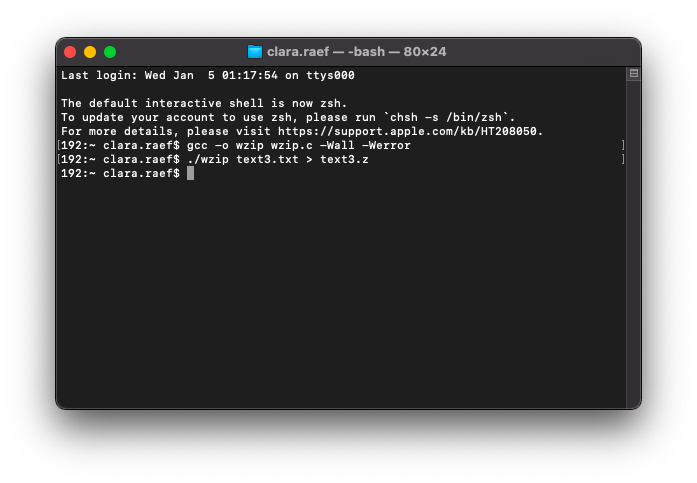 clara.raef — -bash — 80×24
Last login: Wed Jan  5 01:17:54 on ttys000
The default interactive shell is now zsh.
To update your account to use zsh, please run `chsh -s /bin/zsh`.
For more details, please visit https://support.apple.com/kb/HT208050.
[192:~ clara.raef$ gcc -o wzip wzip.c -Wall -Werror ]
[192:~ clara.raef$ ./wzip text3.txt > text3.z ]
192:~ clara.raef$